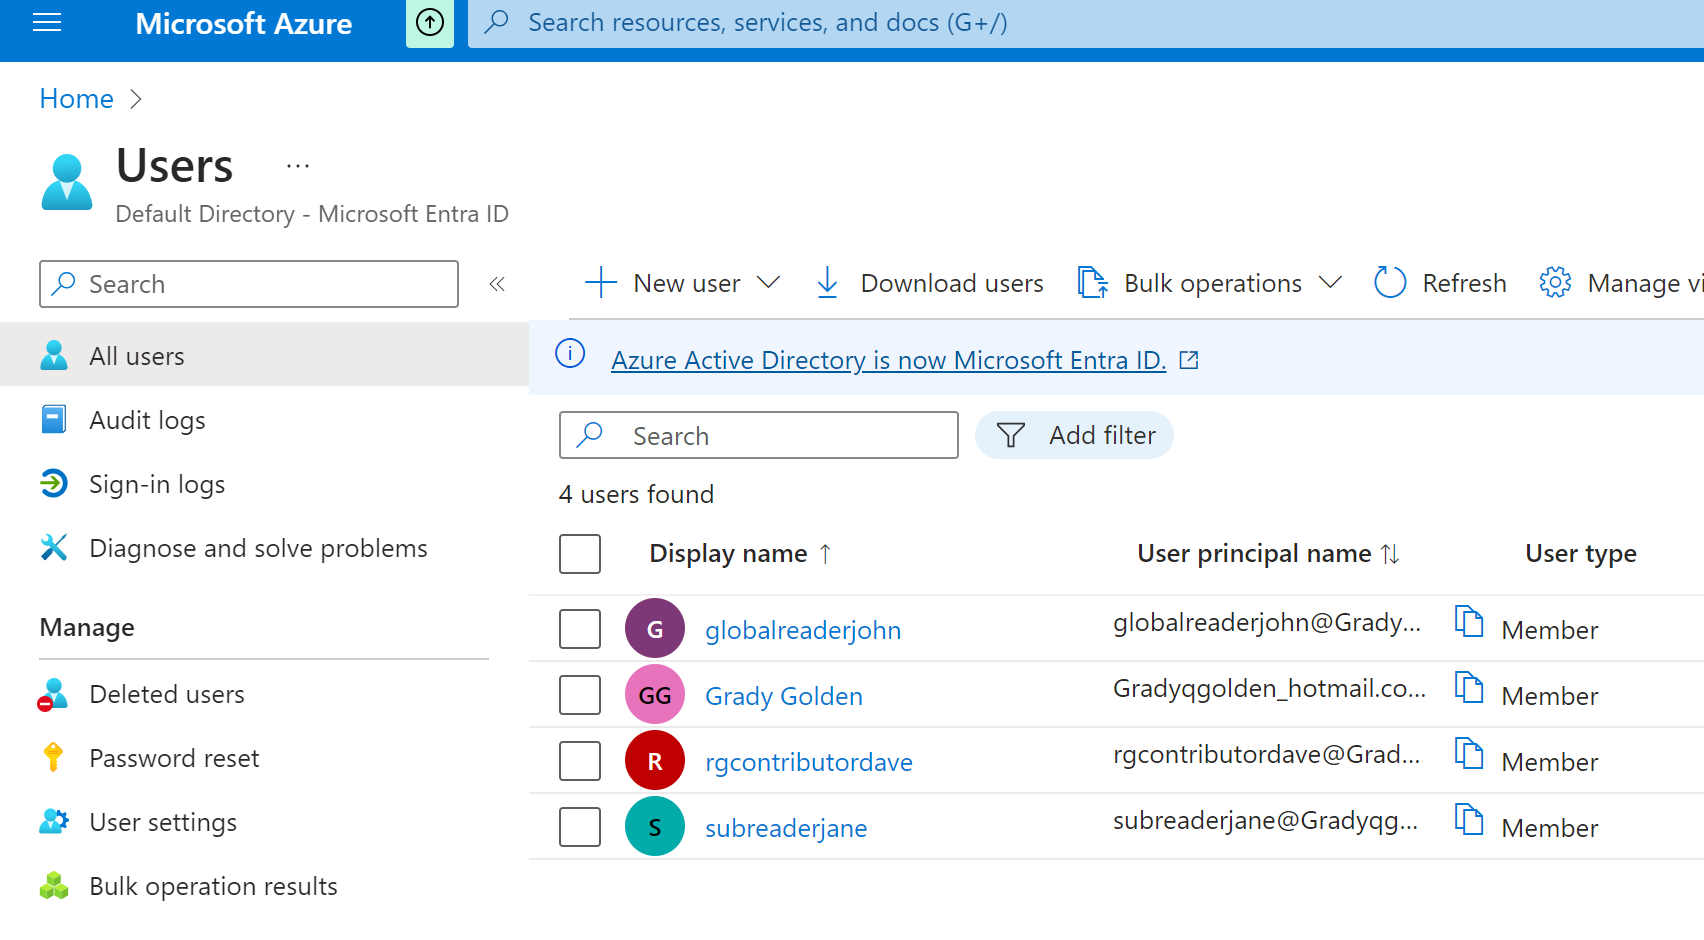 Microsoft Azure
Search resources, services, and docs (G+/)
Home
Users ...
Default Directory - Microsoft Entra ID
Search
All users
Audit logs
Sign-in logs
Diagnose and solve problems
Manage
Deleted users
Password reset
User settings
Bulk operation results
New user Download users Bulk operations Refresh Manage vi
Azure Active Directory is now Microsoft Entra ID.
Search Add filter
4 users found
Display name ↑ User principal name ↑↓ User type
G globalreaderjohn globalreaderjohn@Grady... Member
GG Grady Golden Gradyqgolden_hotmail.co... Member
R rgcontributordave rgcontributordave@Grad... Member
S subreaderjane subreaderjane@Gradyqg... Member